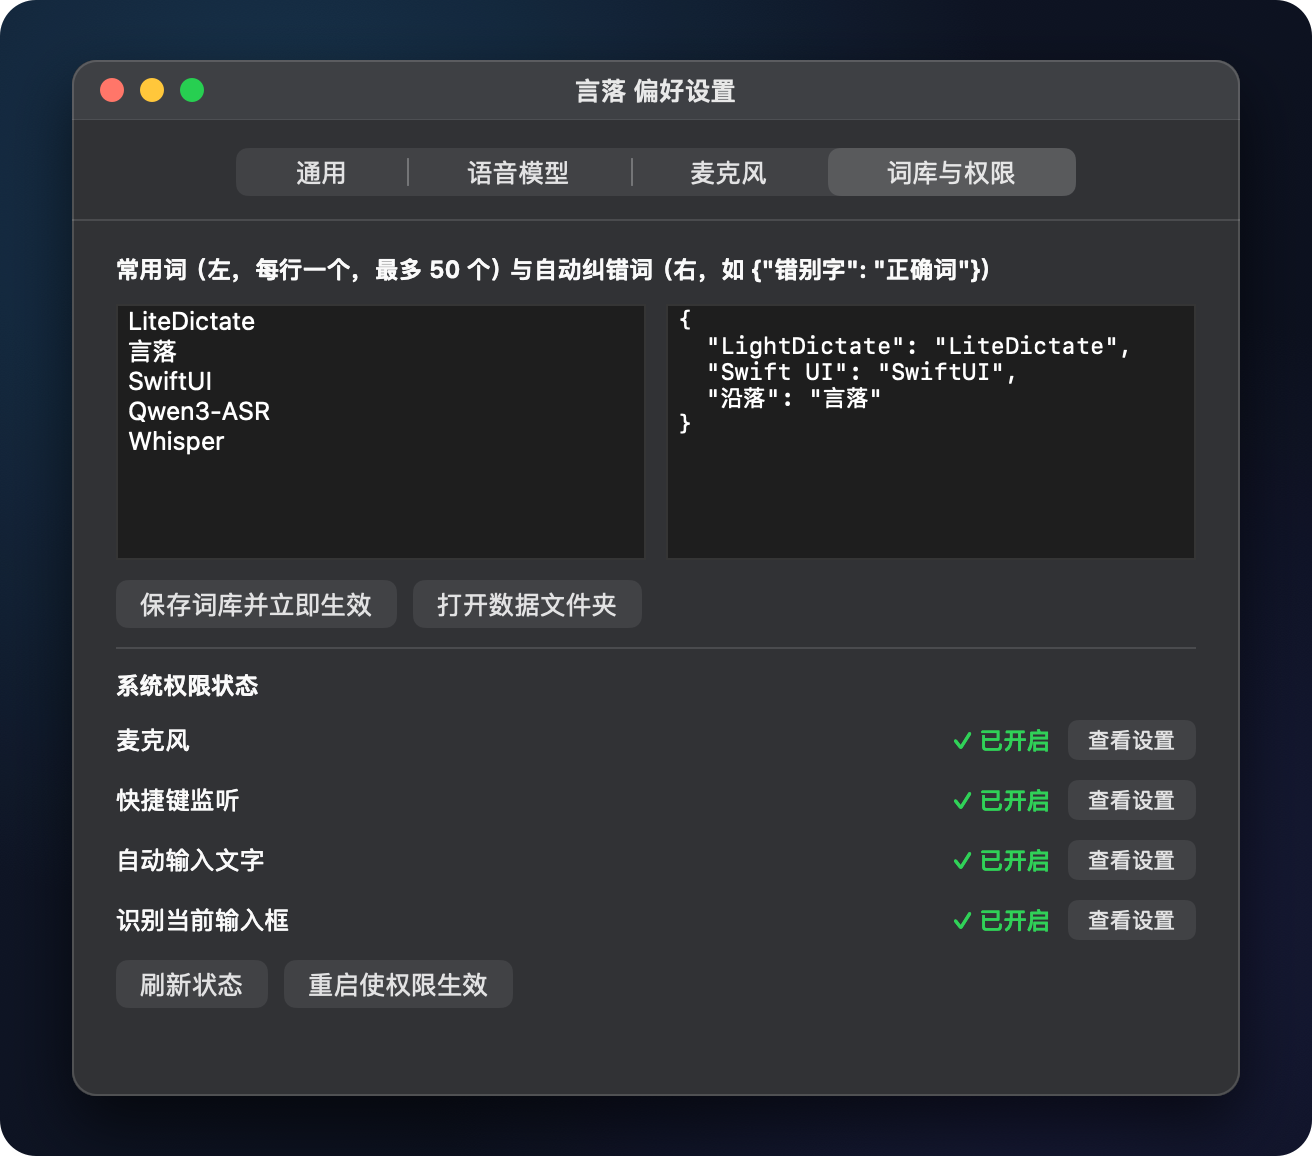 言落 偏好设置
通用
语音模型
麦克风
词库与权限
常用词（左，每行一个，最多 50 个）与自动纠错词（右，如 {"错别字": "正确词"}）
LiteDictate
言落
SwiftUI
Qwen3-ASR
Whisper
{
"LightDictate": "LiteDictate",
"Swift UI": "SwiftUI",
"沿落": "言落"
}
保存词库并立即生效
打开数据文件夹
系统权限状态
麦克风 ✓ 已开启 查看设置
快捷键监听 ✓ 已开启 查看设置
自动输入文字 ✓ 已开启 查看设置
识别当前输入框 ✓ 已开启 查看设置
刷新状态
重启使权限生效